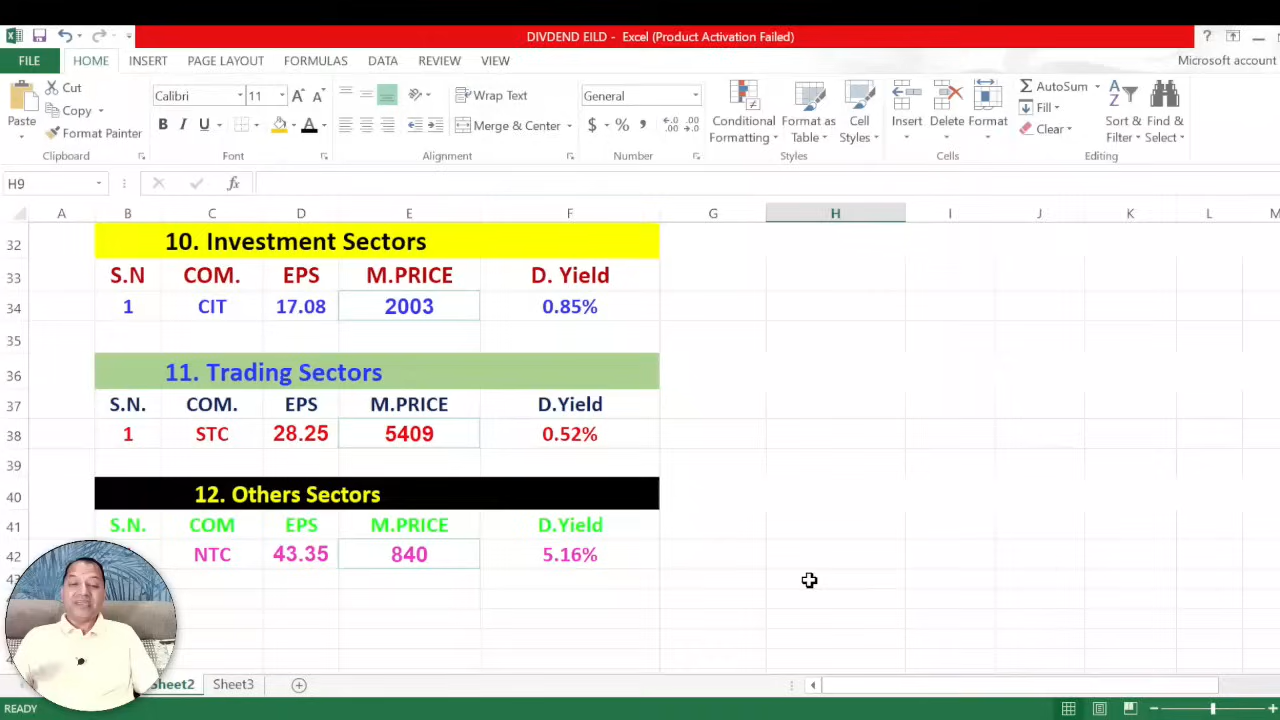 DIVDEND EILD - Excel (Product Activation Failed)
FILE HOME INSERT PAGE LAYOUT FORMULAS DATA REVIEW VIEW Microsoft account
Paste Cut Copy Format Painter Clipboard
Calibri 11 B I U A Font
Wrap Text Merge & Center Alignment
General $ % , Number
Conditional Formatting Format as Table Cell Styles Styles
Insert Delete Format Cells
AutoSum Fill Clear Sort & Filter Find & Select Editing
H9 fx
A B C D E F G H I J K L M
32 10. Investment Sectors
33 S.N COM. EPS M.PRICE D. Yield
34 1 CIT 17.08 2003 0.85%
35
36 11. Trading Sectors
37 S.N. COM. EPS M.PRICE D.Yield
38 1 STC 28.25 5409 0.52%
39
40 12. Others Sectors
41 S.N. COM EPS M.PRICE D.Yield
42 NTC 43.35 840 5.16%
43
Sheet2 Sheet3
READY